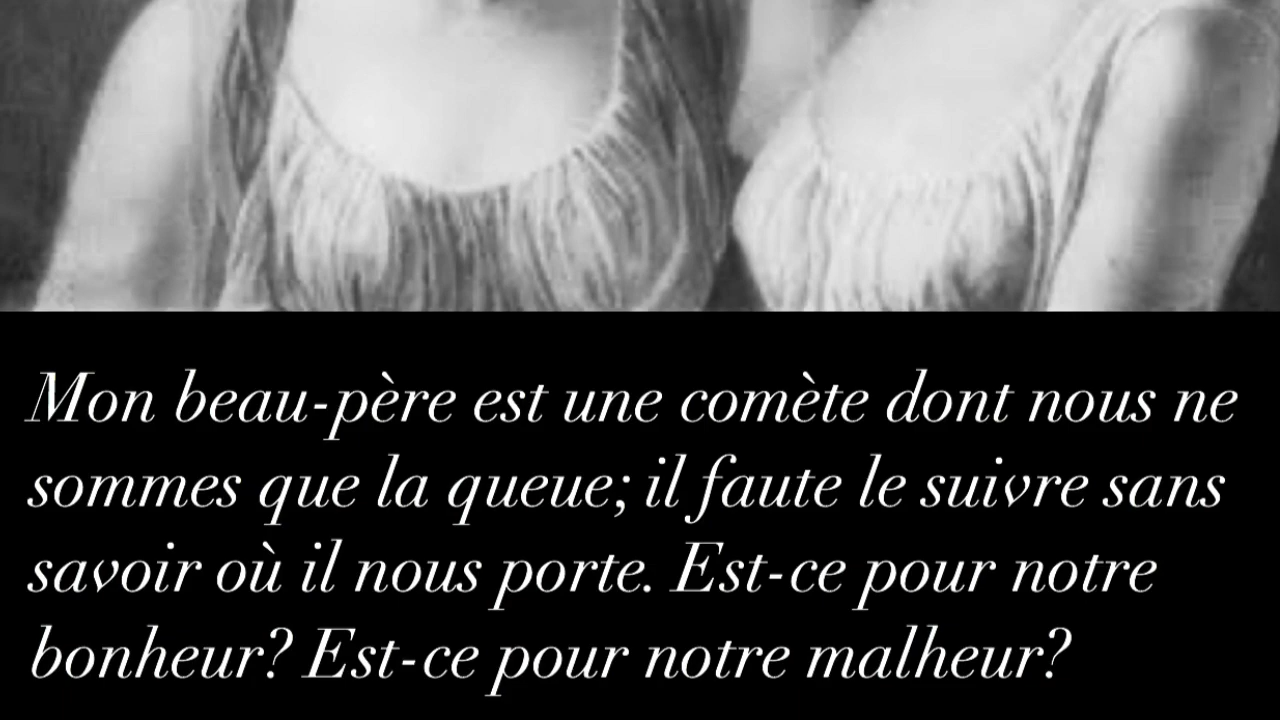 Mon beau-père est une comète dont nous ne
sommes que la queue; il faute le suivre sans
savoir où il nous porte. Est-ce pour notre
bonheur? Est-ce pour notre malheur?